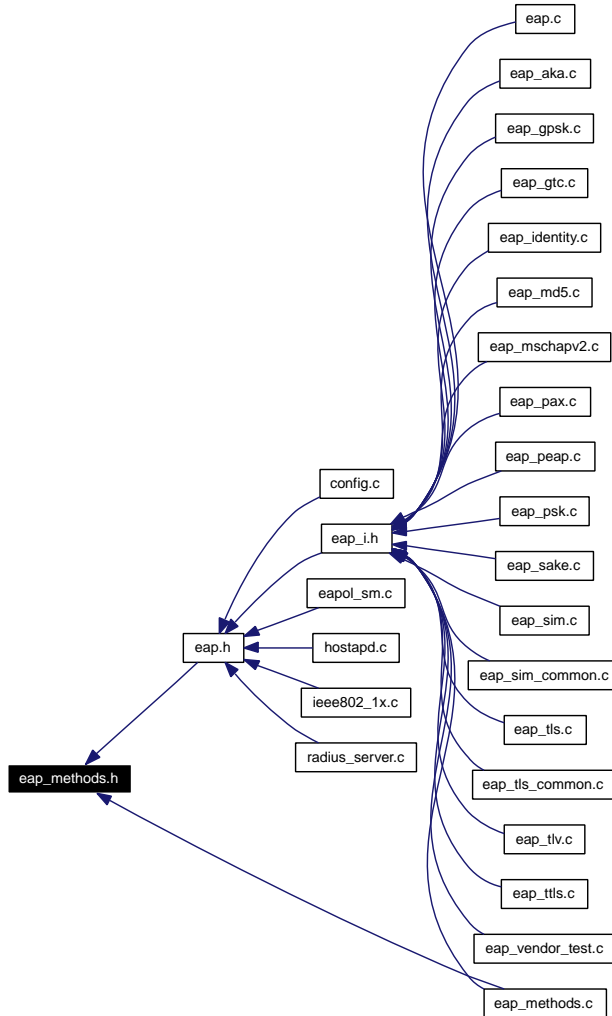 eap.c
eap_aka.c
eap_gpsk.c
eap_gtc.c
eap_identity.c
eap_md5.c
eap_mschapv2.c
eap_pax.c
eap_peap.c
config.c
eap_psk.c
eap_i.h
eap_sake.c
eapol_sm.c
eap_sim.c
eap.h
hostapd.c
eap_sim_common.c
ieee802_1x.c
eap_tls.c
radius_server.c
eap_methods.h
eap_tls_common.c
eap_tlv.c
eap_ttls.c
eap_vendor_test.c
eap_methods.c